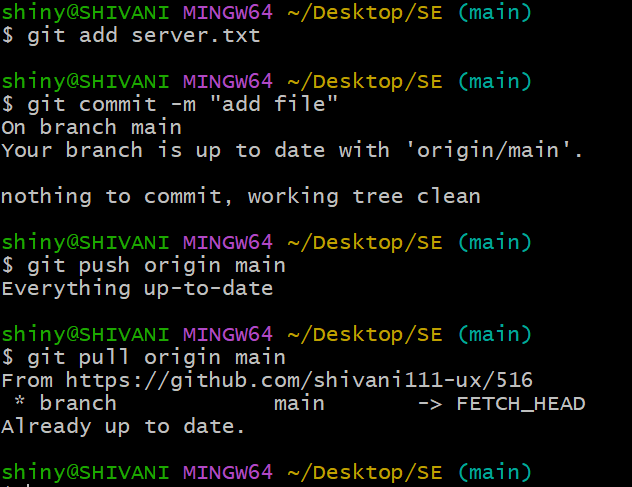 shiny@SHIVANI MINGW64 ~/Desktop/SE (main)
$ git add server.txt
shiny@SHIVANI MINGW64 ~/Desktop/SE (main)
$ git commit -m "add file"
On branch main
Your branch is up to date with 'origin/main'.
nothing to commit, working tree clean
shiny@SHIVANI MINGW64 ~/Desktop/SE (main)
$ git push origin main
Everything up-to-date
shiny@SHIVANI MINGW64 ~/Desktop/SE (main)
$ git pull origin main
From https://github.com/shivani111-ux/516
 * branch            main       -> FETCH_HEAD
Already up to date.
shiny@SHIVANI MINGW64 ~/Desktop/SE (main)